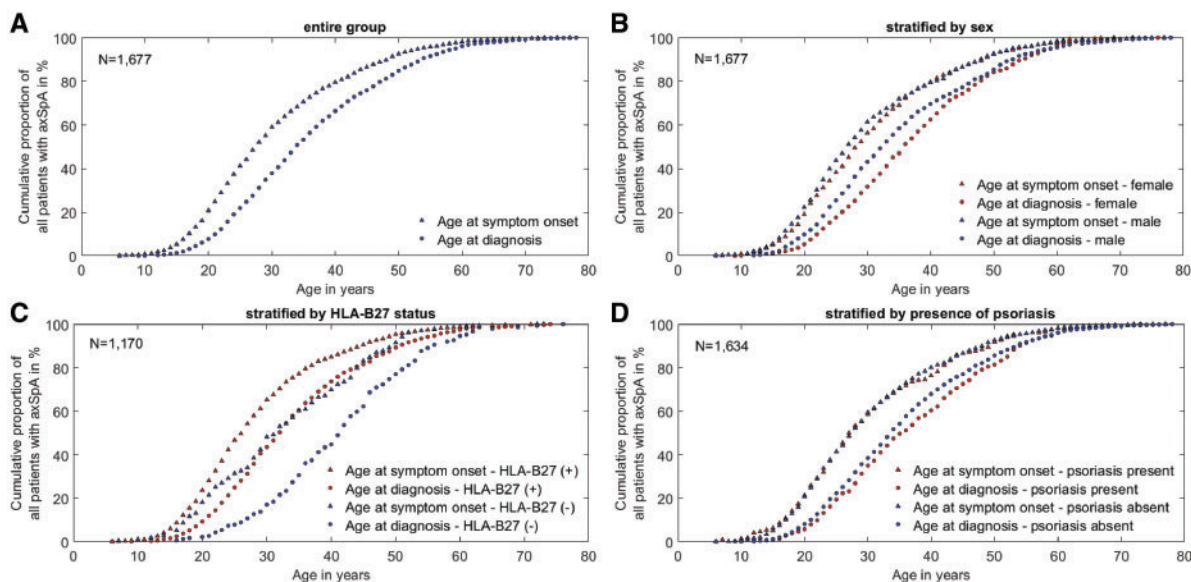 A
entire group
N=1,677
Cumulative proportion of
all patients with axSpA in %
100
80
60
40
20
0
0 10 20 30 40 50 60 70 80
Age in years
Age at symptom onset
Age at diagnosis
B
stratified by sex
N=1,677
Cumulative proportion of
all patients with axSpA in %
100
80
60
40
20
0
0 10 20 30 40 50 60 70 80
Age in years
Age at symptom onset - female
Age at diagnosis - female
Age at symptom onset - male
Age at diagnosis - male
C
stratified by HLA-B27 status
N=1,170
Cumulative proportion of
all patients with axSpA in %
100
80
60
40
20
0
0 10 20 30 40 50 60 70 80
Age in years
Age at symptom onset - HLA-B27 (+)
Age at diagnosis - HLA-B27 (+)
Age at symptom onset - HLA-B27 (-)
Age at diagnosis - HLA-B27 (-)
D
stratified by presence of psoriasis
N=1,634
Cumulative proportion of
all patients with axSpA in %
100
80
60
40
20
0
0 10 20 30 40 50 60 70 80
Age in years
Age at symptom onset - psoriasis present
Age at diagnosis - psoriasis present
Age at symptom onset - psoriasis absent
Age at diagnosis - psoriasis absent